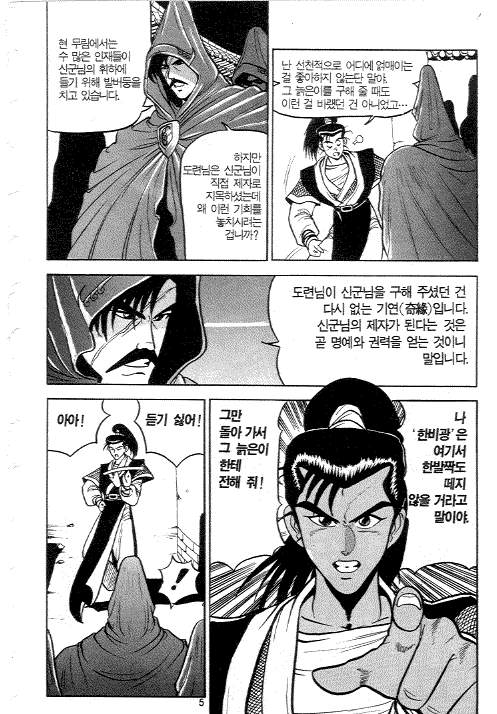 현 무림에서는
수 많은 인재들이
신군님의 휘하에
들기 위해 발버둥을
치고 있습니다.
하지만
도련님은 신군님이
직접 제자로
지목하셨는데
왜 이런 기회를
놓치시려는
겁니까?
난 선천적으로 어디에 얽매이는
걸 좋아하지 않는단 말야.
그 늙은이를 구해 줄 때도
이런 걸 바랬던 건 아니었고…
도련님이 신군님을 구해 주셨던 건
다시 없는 기연(奇緣)입니다.
신군님의 제자가 된다는 것은
곧 명예와 권력을 얻는 것이니
말입니다.
아아!
듣기 싫어!
!
그만
돌아 가서
그 늙은이
한테
전해 줘!
나
'한비광'은
여기서
한발짝도
떼지
않을 거라고
말이야.
5